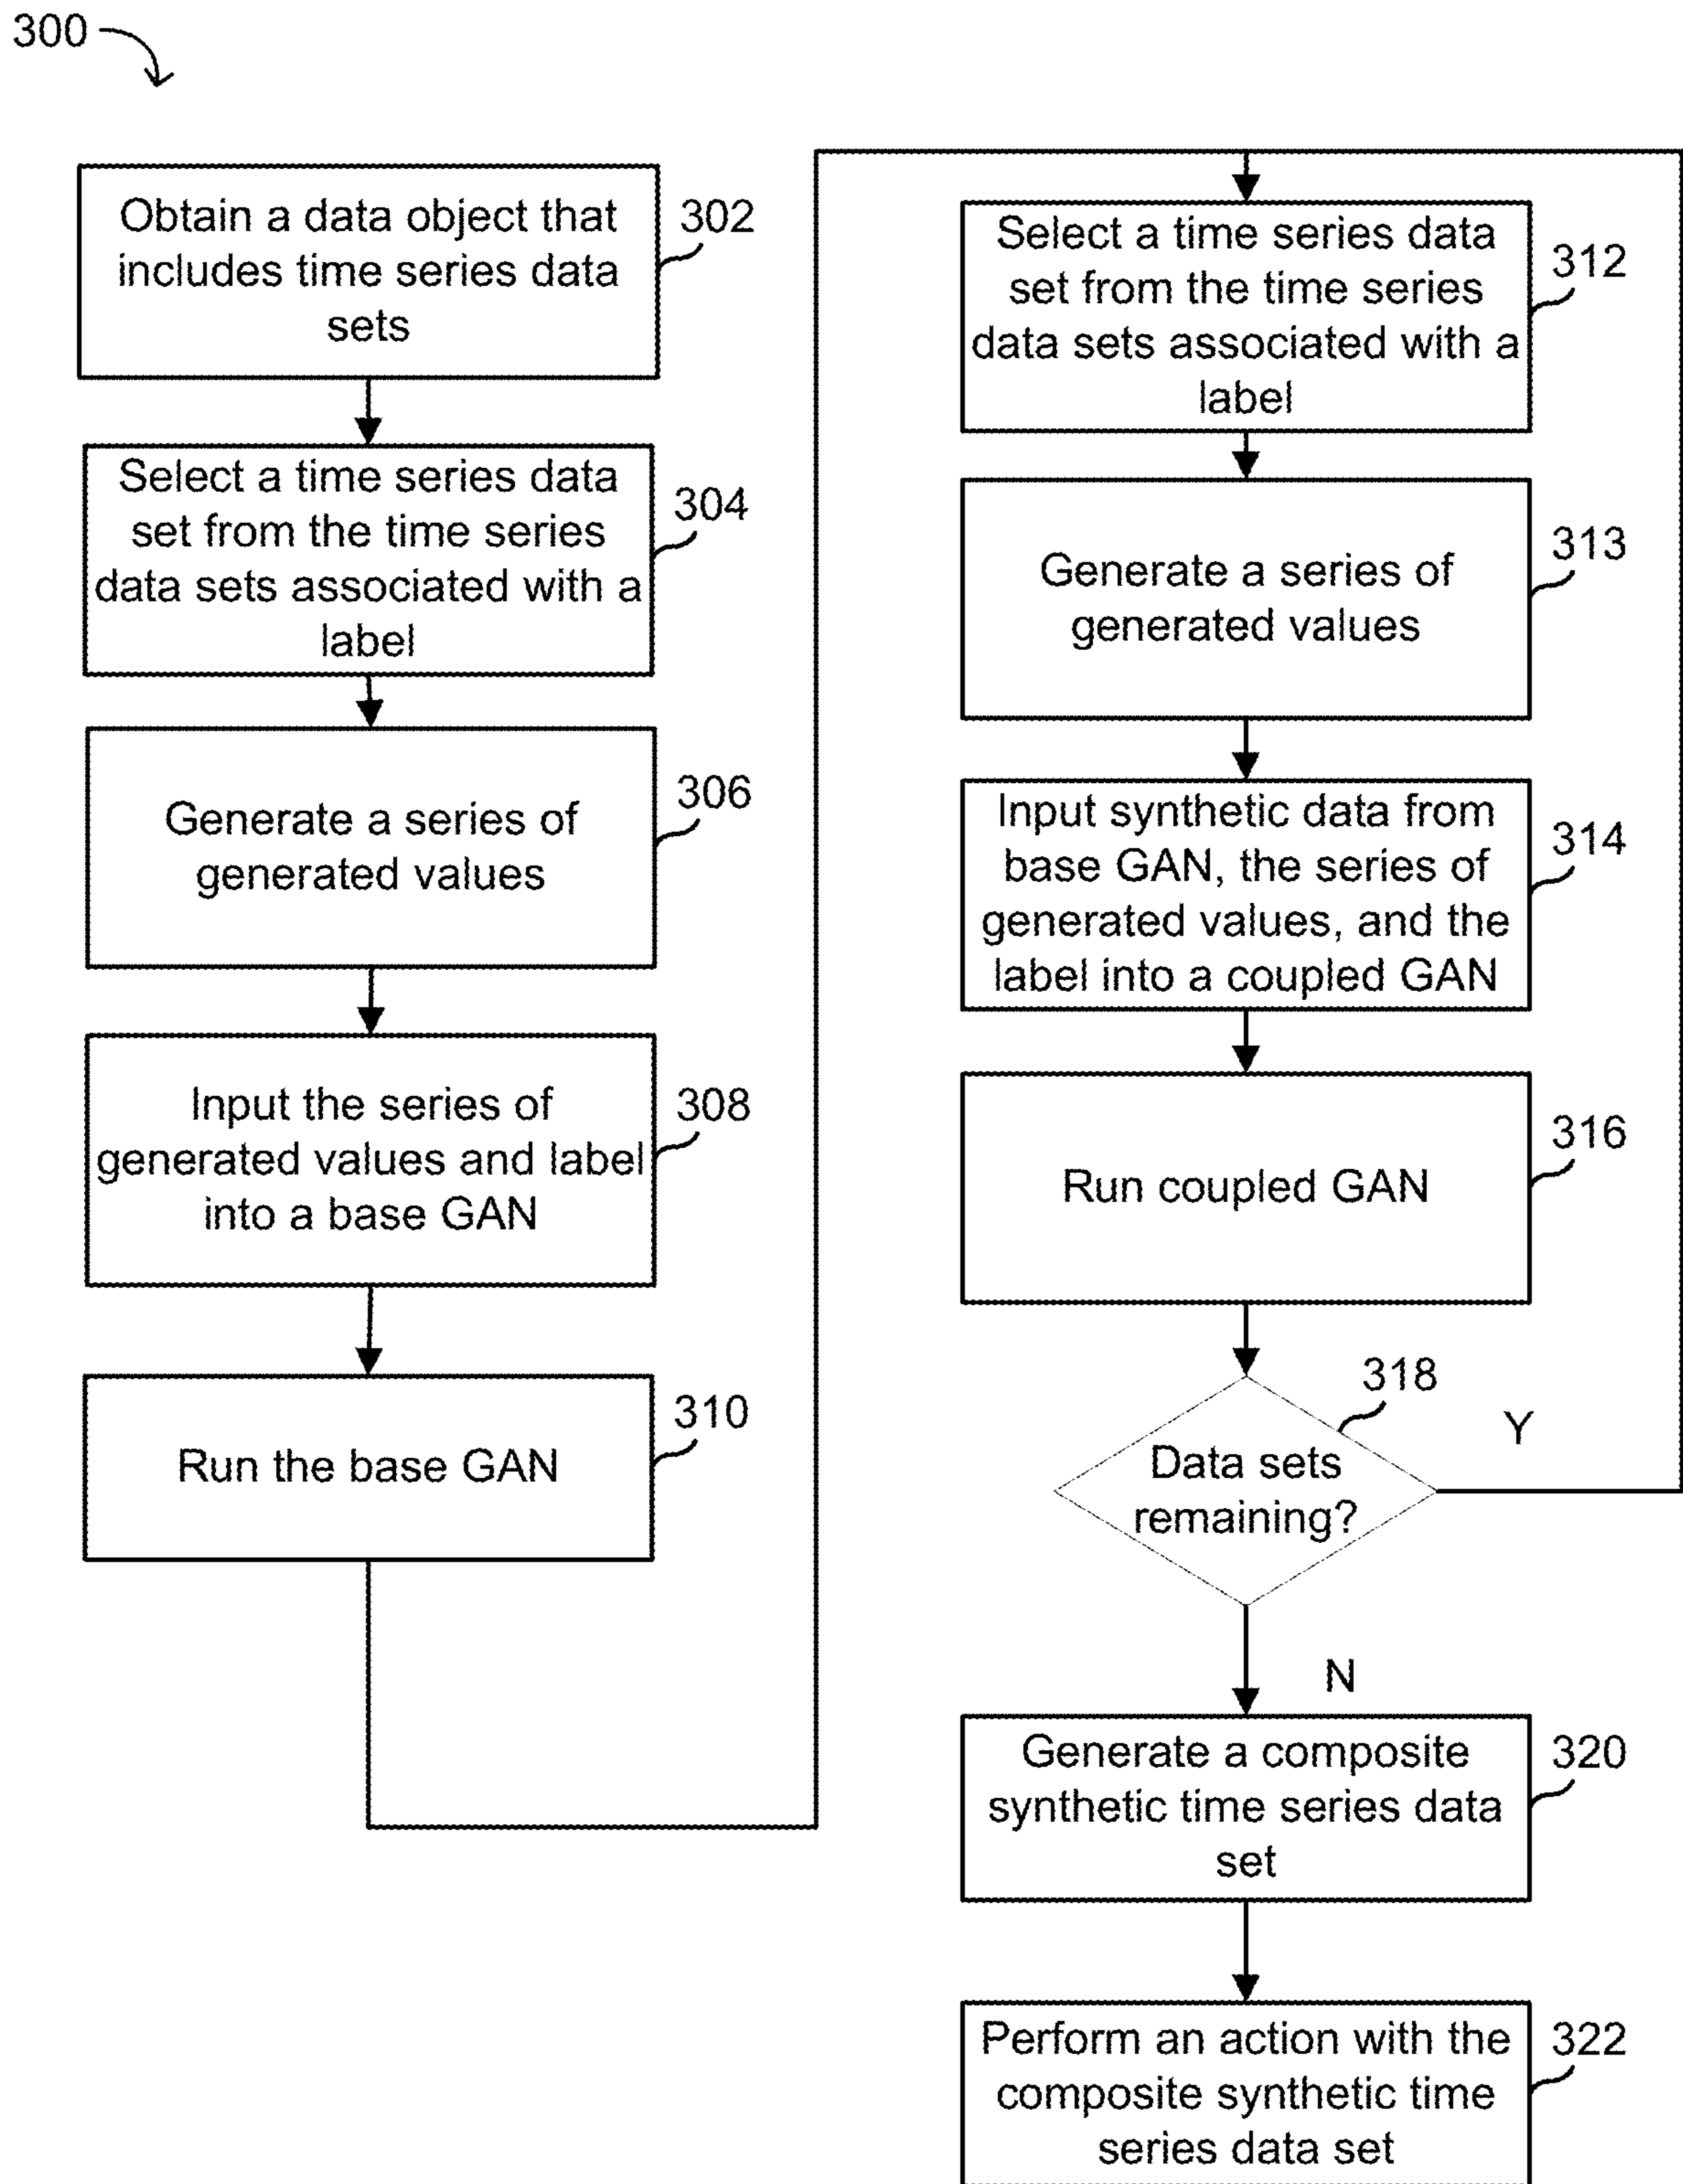 300
Obtain a data object that
includes time series data
sets
302
Select a time series data
set from the time series
data sets associated with a
label
304
Generate a series of
generated values
306
Input the series of
generated values and label
into a base GAN
308
Run the base GAN
310
Select a time series data
set from the time series
data sets associated with a
label
312
Generate a series of
generated values
313
Input synthetic data from
base GAN, the series of
generated values, and the
label into a coupled GAN
314
Run coupled GAN
316
318
Data sets
remaining?
Y
N
Generate a composite
synthetic time series data
set
320
Perform an action with the
composite synthetic time
series data set
322